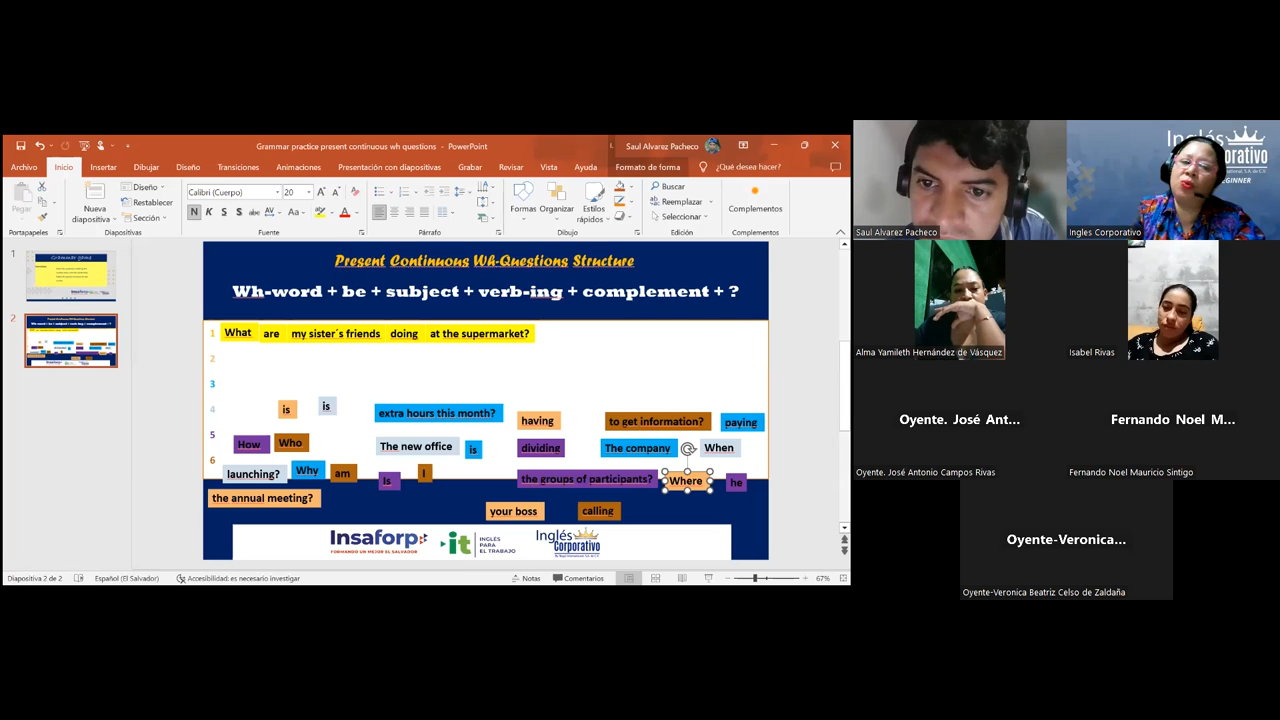 Grammar practice present continuous wh questions - PowerPoint
Saul Alvarez Pacheco
Archivo Inicio Insertar Dibujar Diseño Transiciones Animaciones Presentación con diapositivas Grabar Revisar Vista Ayuda Formato de forma ¿Qué desea hacer?
Pegar
Nueva diapositiva
Diseño
Restablecer
Sección
Calibri (Cuerpo) 20
N K S S abc AV Aa A
Formas
Organizar
Estilos rápidos
Buscar
Reemplazar
Seleccionar
Complementos
Portapapeles Diapositivas Fuente Párrafo Dibujo Edición Complementos
1
2
Present Continuous Wh-Questions Structure
Wh-word + be + subject + verb-ing + complement + ?
1 What are my sister´s friends doing at the supermarket?
2
3
4
is is extra hours this month? having to get information? paying
5
How Who The new office is dividing The company When
6
launching? Why am Is I the groups of participants? Where he
the annual meeting?
your boss calling
Insaforp
FORMANDO UN MEJOR EL SALVADOR
it INGLÉS PARA EL TRABAJO
Inglés Corporativo
Diapositiva 2 de 2 Español (El Salvador) Accesibilidad: es necesario investigar Notas Comentarios 67%
Saul Alvarez Pacheco
Ingles Corporativo
Alma Yamileth Hernández de Vásquez
Isabel Rivas
Oyente. José Ant...
Oyente. José Antonio Campos Rivas
Fernando Noel M...
Fernando Noel Mauricio Sintigo
Oyente-Veronica...
Oyente-Veronica Beatriz Celso de Zaldaña